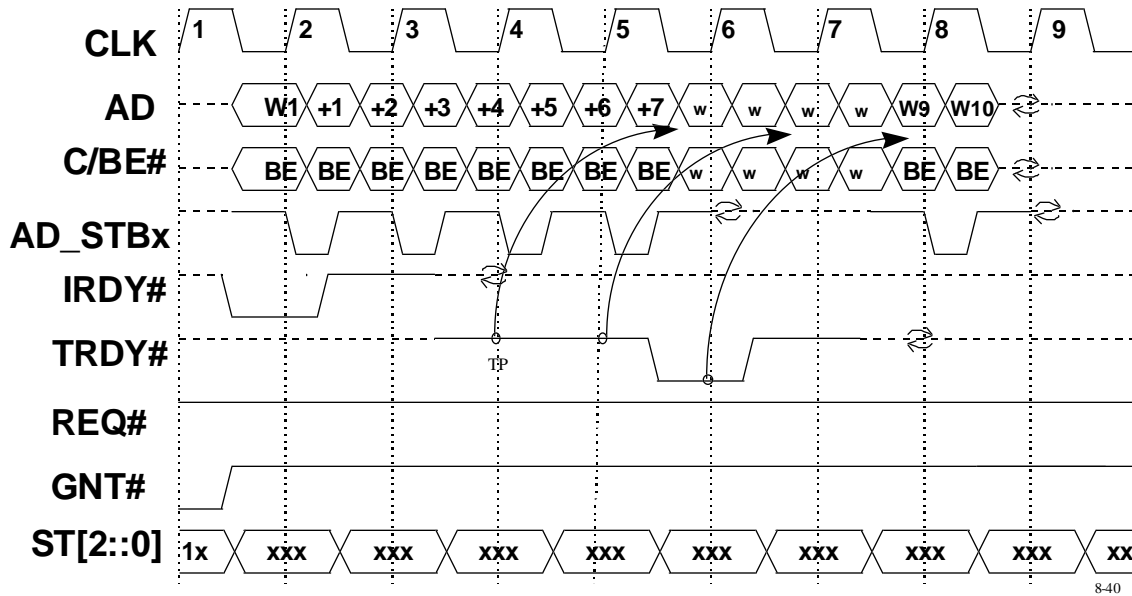 CLK 1 2 3 4 5 6 7 8 9
AD W1 +1 +2 +3 +4 +5 +6 +7 w w w w W9 W10
C/BE# BE BE BE BE BE BE BE BE w w w w BE BE
AD_STBx
IRDY#
TRDY#
TP
REQ#
GNT#
ST[2::0] 1x xxx xxx xxx xxx xxx xxx xxx xxx xx
8-40